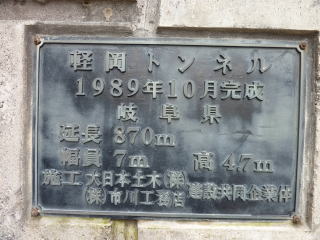 軽岡トンネル
1989年10月完成
岐阜県
延長 870m
幅員 7m 高 4.7m
施工 大日本土木(株)
(株)市川工務店 建設共同企業体